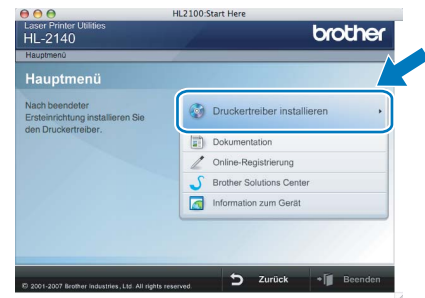 HL2100:Start Here
Laser Printer Utilities
HL-2140
brother
Hauptmenü
Hauptmenü
Nach beendeter
Ersteinrichtung installieren Sie
den Druckertreiber.
Druckertreiber installieren
Dokumentation
Online-Registrierung
Brother Solutions Center
Information zum Gerät
© 2001-2007 Brother Industries, Ltd. All rights reserved.
Zurück
Beenden